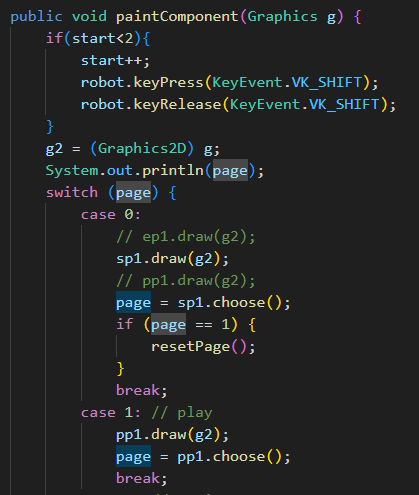 public void paintComponent(Graphics g) {
if(start<2){
start++;
robot.keyPress(KeyEvent.VK_SHIFT);
robot.keyRelease(KeyEvent.VK_SHIFT);
}
g2 = (Graphics2D) g;
System.out.println(page);
switch (page) {
case 0:
// ep1.draw(g2);
sp1.draw(g2);
// pp1.draw(g2);
page = sp1.choose();
if (page == 1) {
resetPage();
}
break;
case 1: // play
pp1.draw(g2);
page = pp1.choose();
break;